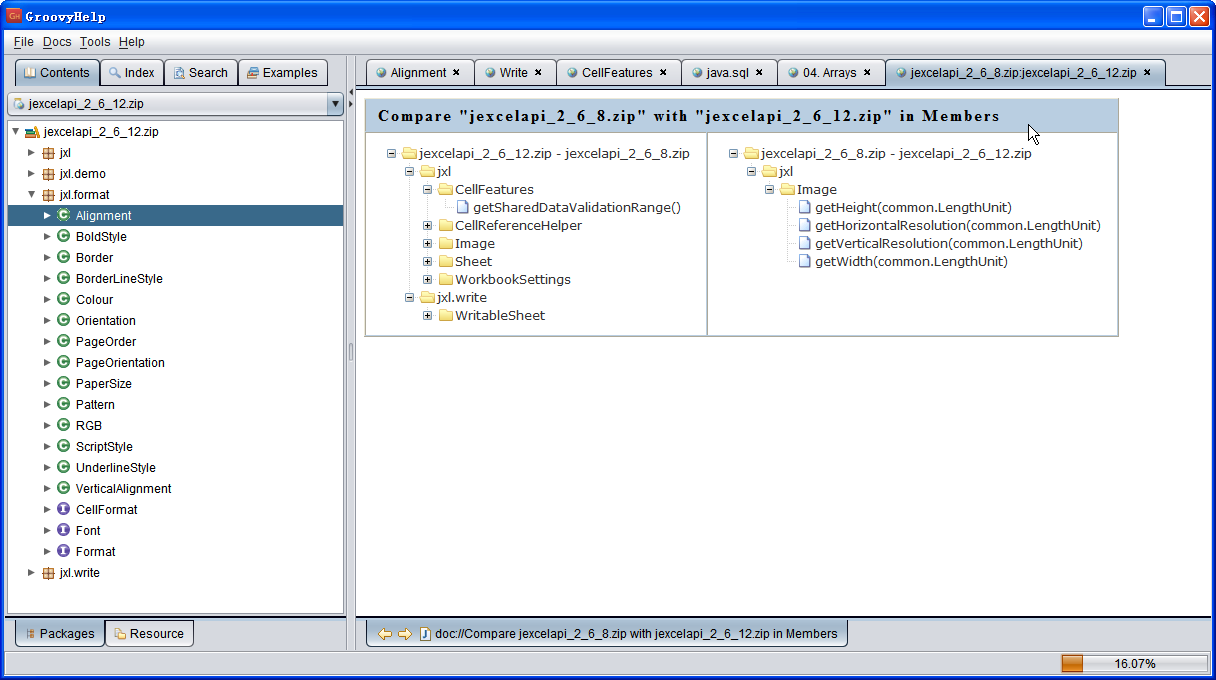 GroovyHelp
File Docs Tools Help
Contents Index Search Examples
jexcelapi_2_6_12.zip
jexcelapi_2_6_12.zip
jxl
jxl.demo
jxl.format
Alignment
BoldStyle
Border
BorderLineStyle
Colour
Orientation
PageOrder
PageOrientation
PaperSize
Pattern
RGB
ScriptStyle
UnderlineStyle
VerticalAlignment
CellFormat
Font
Format
jxl.write
Packages Resource
Alignment Write CellFeatures java.sql 04. Arrays jexcelapi_2_6_8.zip:jexcelapi_2_6_12.zip
Compare "jexcelapi_2_6_8.zip" with "jexcelapi_2_6_12.zip" in Members
jexcelapi_2_6_12.zip - jexcelapi_2_6_8.zip
jxl
CellFeatures
getSharedDataValidationRange()
CellReferenceHelper
Image
Sheet
WorkbookSettings
jxl.write
WritableSheet
jexcelapi_2_6_8.zip - jexcelapi_2_6_12.zip
jxl
Image
getHeight(common.LengthUnit)
getHorizontalResolution(common.LengthUnit)
getVerticalResolution(common.LengthUnit)
getWidth(common.LengthUnit)
doc://Compare jexcelapi_2_6_8.zip with jexcelapi_2_6_12.zip in Members
16.07%